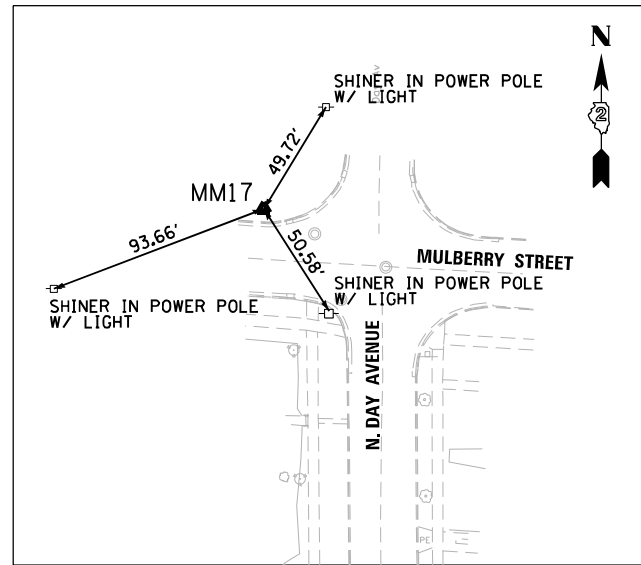 N
2
SHINER IN POWER POLE
W/ LIGHT
49.72'
MM17
93.66'
50.58'
MULBERRY STREET
SHINER IN POWER POLE
W/ LIGHT
SHINER IN POWER POLE
W/ LIGHT
N. DAY AVENUE
PE